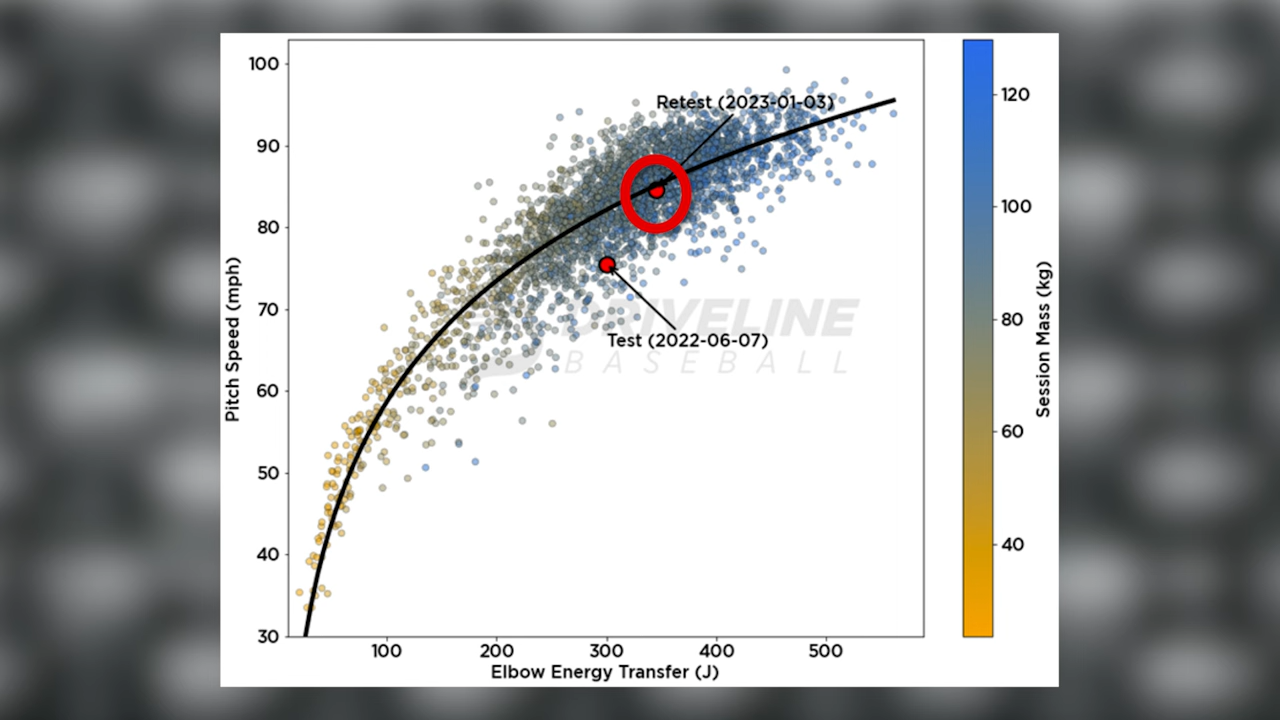 100
90
80
70
60
50
40
30
Pitch Speed (mph)
100
200
300
400
500
Elbow Energy Transfer (J)
Retest (2023-01-03)
Test (2022-06-07)
DRIVELINE
BASEBALL
120
100
80
60
40
Session Mass (kg)